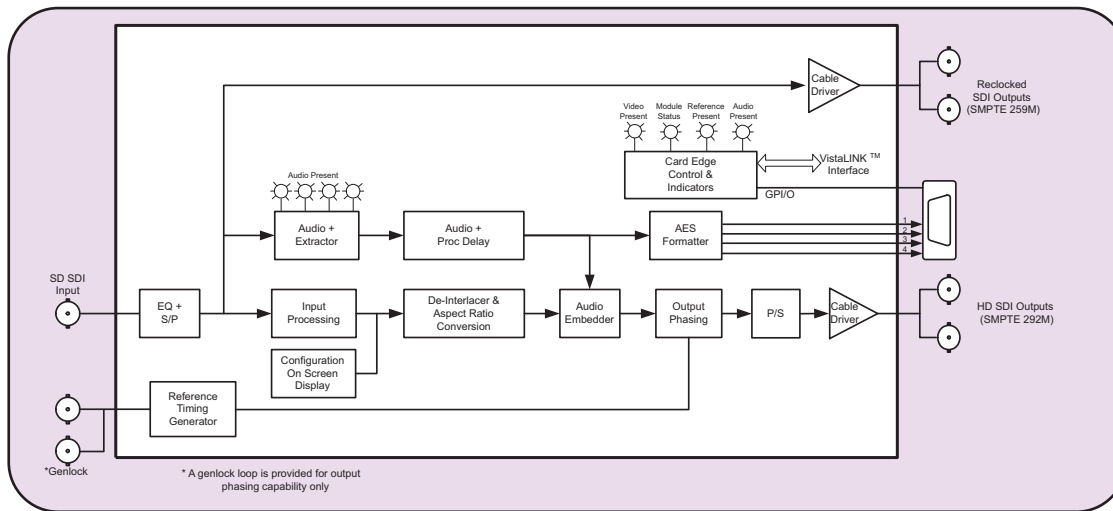 Cable
Driver
Reclocked
SDI Outputs
(SMPTE 259M)
Video
Present
Module
Status
Reference
Present
Audio
Present
Card Edge
Control &
Indicators
VistaLINK ™
Interface
GPI/O
Audio Present
Audio +
Extractor
Audio +
Proc Delay
AES
Formatter
1
2
3
4
SD SDI
Input
EQ +
S/P
Input
Processing
De-Interlacer &
Aspect Ratio
Conversion
Audio
Embedder
Output
Phasing
P/S
Cable
Driver
HD SDI Outputs
(SMPTE 292M)
Configuration
On Screen
Display
Reference
Timing
Generator
*Genlock
* A genlock loop is provided for output
phasing capability only